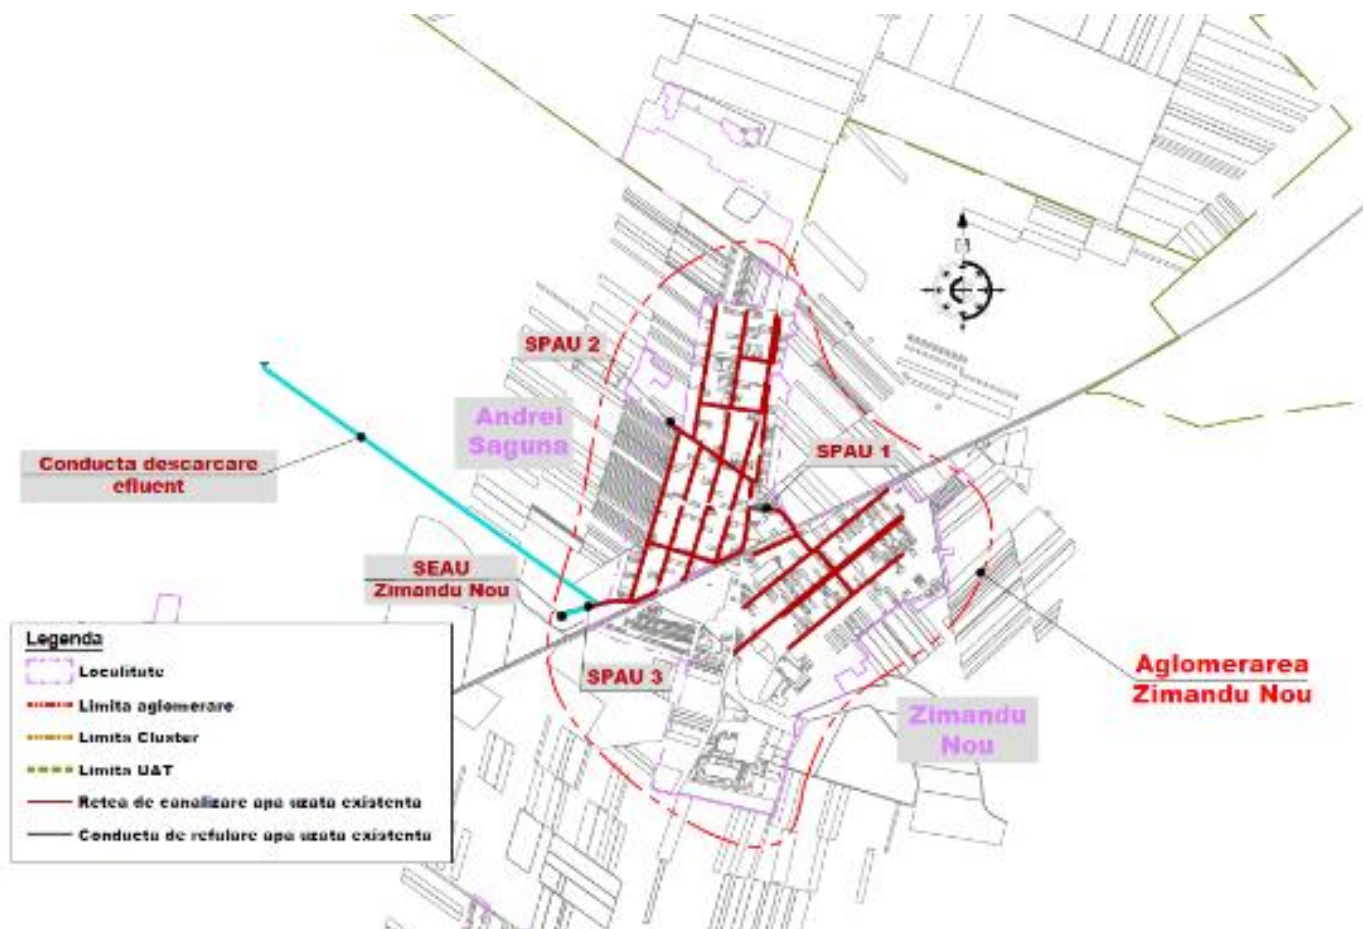 SPAU 2
Andrei
Saguna
SPAU 1
Conducta descarcare
efluent
SEAU
Zimandu Nou
SPAU 3
Aglomerarea
Zimandu Nou
Zimandu
Nou
Legenda
Localitate
Limita aglomerare
Limita Cluster
Limita UAT
Retea de canalizare apa uzata existenta
Conducta de refulare apa uzata existenta